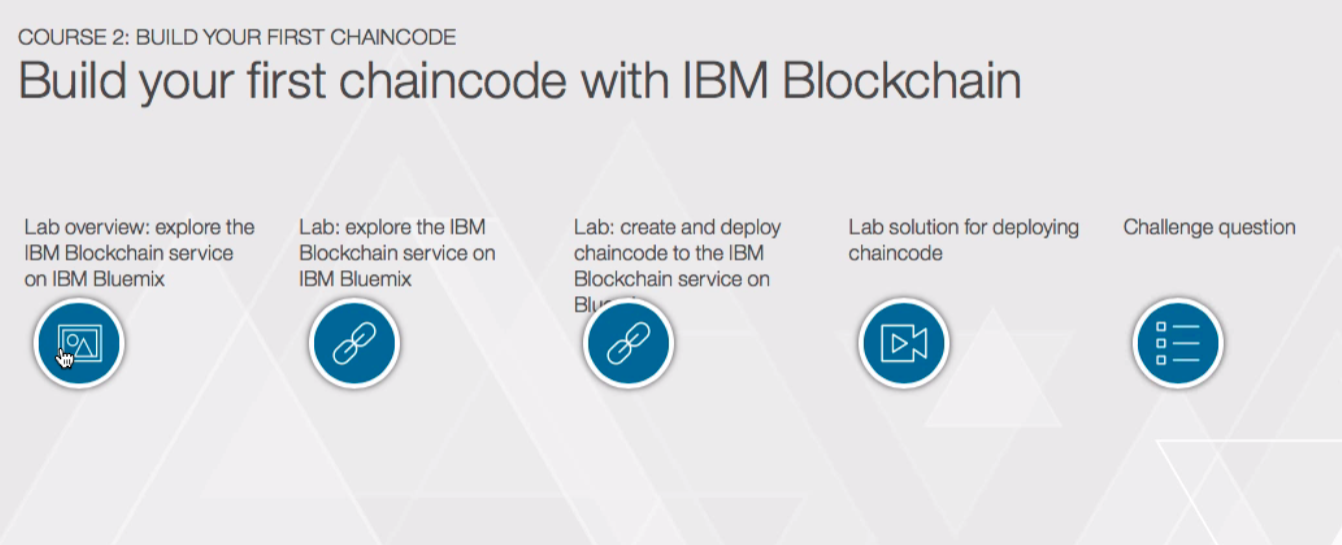 COURSE 2: BUILD YOUR FIRST CHAINCODE
Build your first chaincode with IBM Blockchain
Lab overview: explore the
IBM Blockchain service
on IBM Bluemix
Lab: explore the IBM
Blockchain service on
IBM Bluemix
Lab: create and deploy
chaincode to the IBM
Blockchain service on
Lab solution for deploying
chaincode
Challenge question